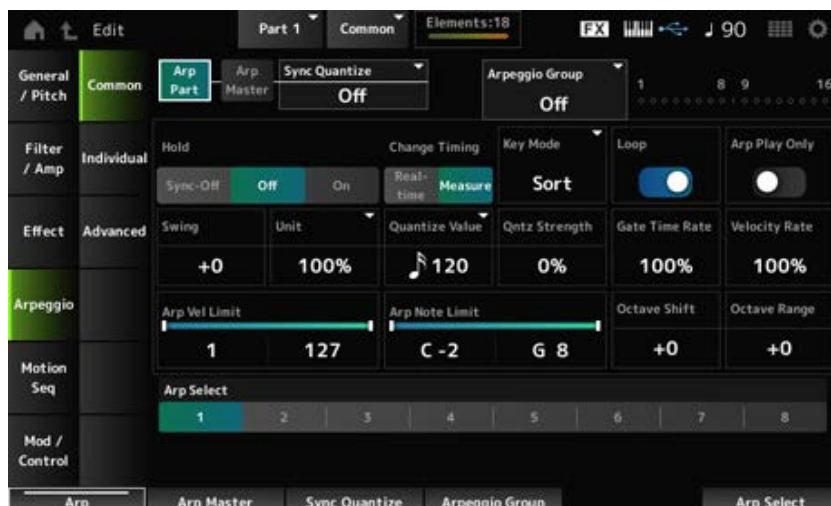 Edit
Part 1
Common
Elements:18
FX
90
General
/ Pitch
Common
Arp
Part
Arp
Master
Sync Quantize
Off
Arpeggio Group
Off
1 8 9 16
Filter
/ Amp
Individual
Hold
Sync-Off Off On
Change Timing
Real-
time
Measure
Key Mode
Sort
Loop
Arp Play Only
Effect
Advanced
Swing
+0
Unit
100%
Quantize Value
120
Qntz Strength
0%
Gate Time Rate
100%
Velocity Rate
100%
Arpeggio
Arp Vel Limit
1 127
Arp Note Limit
C -2 G 8
Octave Shift
+0
Octave Range
+0
Motion
Seq
Arp Select
1 2 3 4 5 6 7 8
Mod /
Control
Arp
Arp Master
Sync Quantize
Arpeggio Group
Arp Select